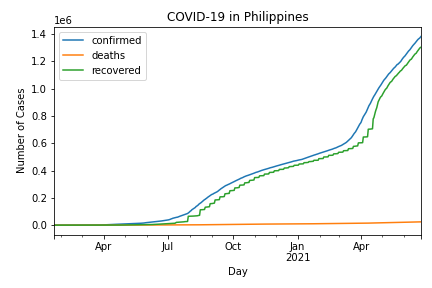 COVID-19 in Philippines
1e6
confirmed
deaths
recovered
1.4
1.2
1.0
0.8
0.6
0.4
0.2
0.0
Number of Cases
Apr
Jul
Oct
Jan
2021
Apr
Day